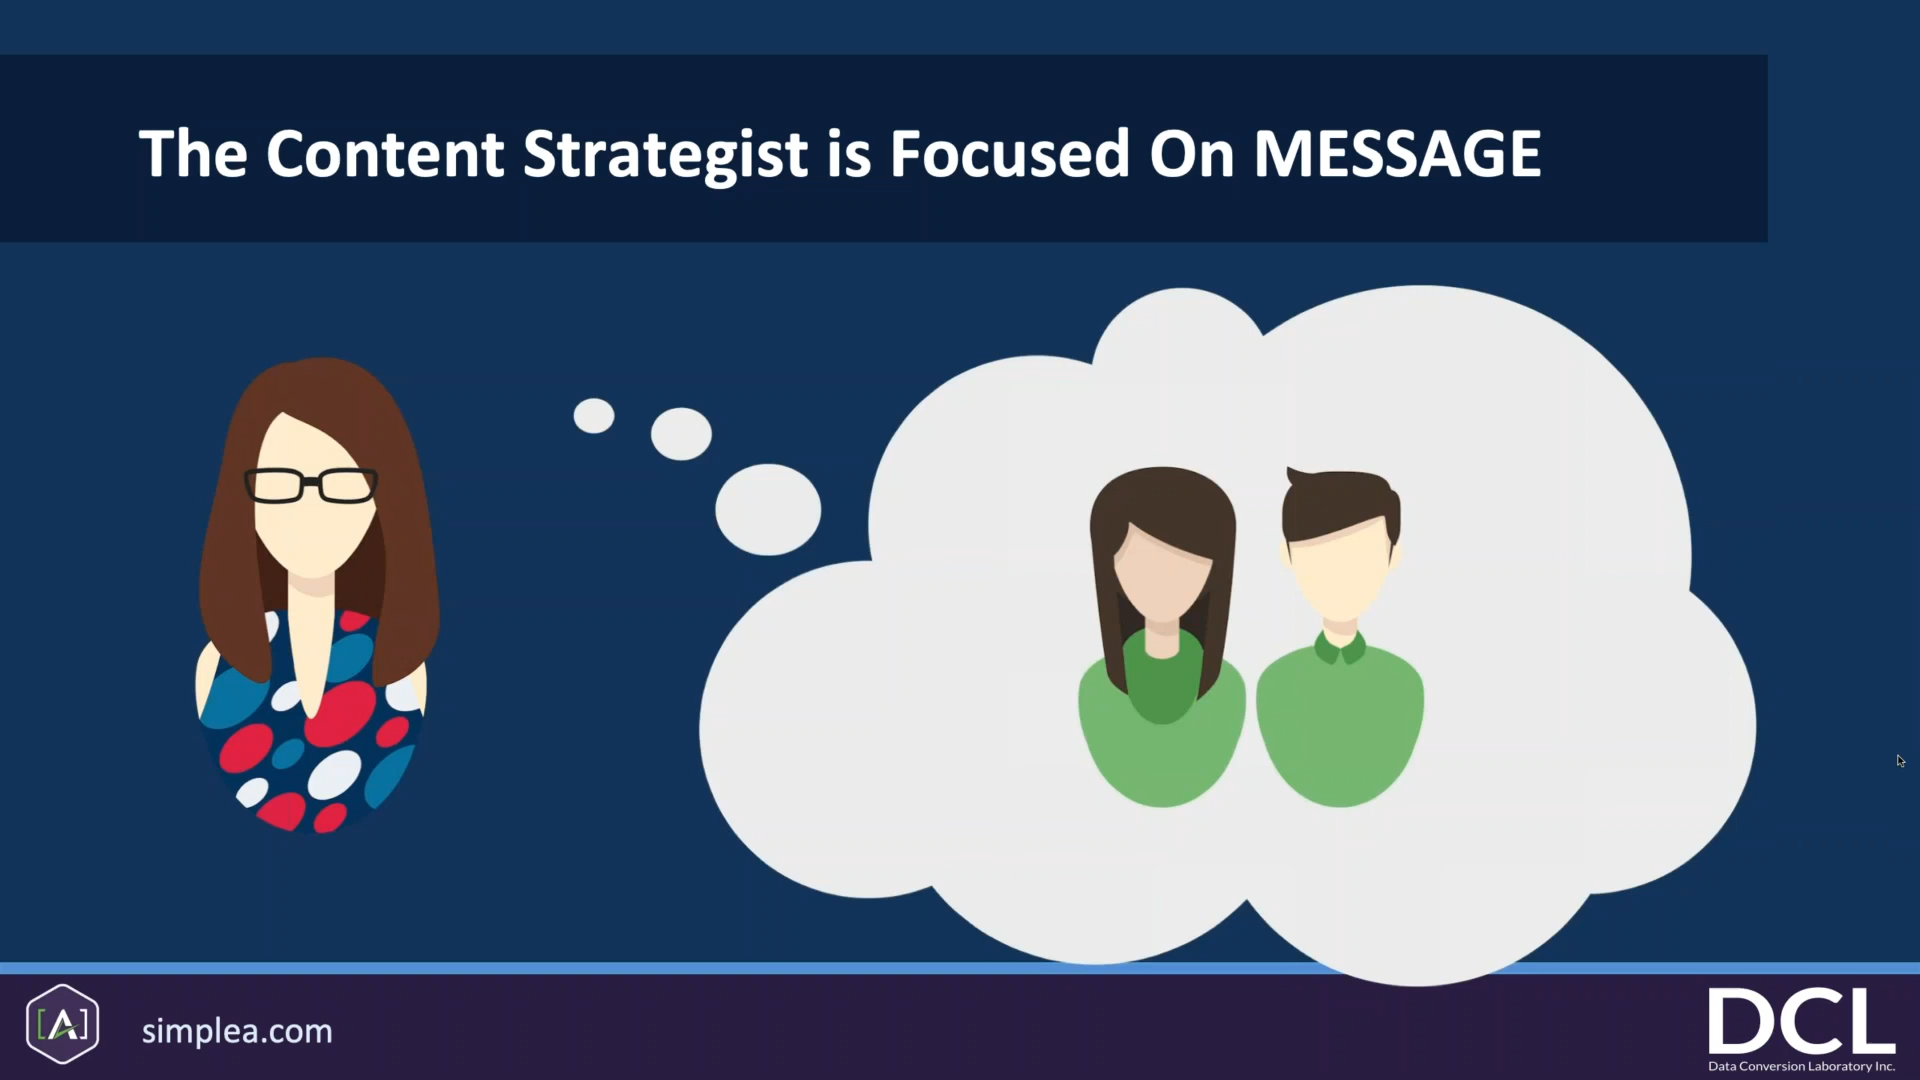 The Content Strategist is Focused On MESSAGE
[A]
simplea.com
DCL
Data Conversion Laboratory Inc.